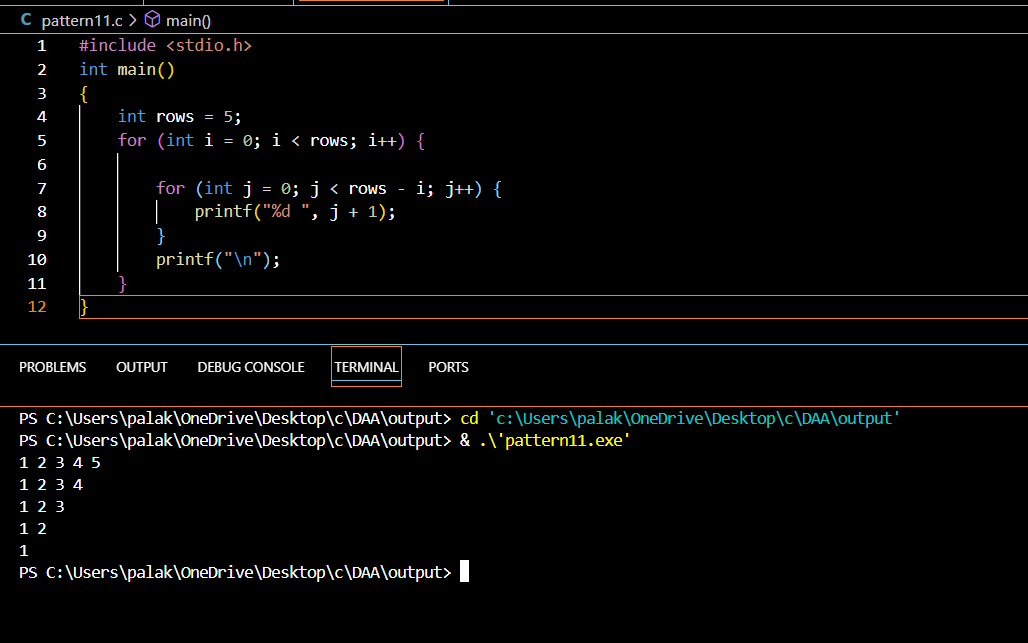 C pattern11.c > main()
1 #include <stdio.h>
2 int main()
3 {
4     int rows = 5;
5     for (int i = 0; i < rows; i++) {
6
7         for (int j = 0; j < rows - i; j++) {
8             printf("%d ", j + 1);
9         }
10         printf("\n");
11     }
12 }
PROBLEMS OUTPUT DEBUG CONSOLE TERMINAL PORTS
PS C:\Users\palak\OneDrive\Desktop\c\DAA\output> cd 'c:\Users\palak\OneDrive\Desktop\c\DAA\output'
PS C:\Users\palak\OneDrive\Desktop\c\DAA\output> & .\'pattern11.exe'
1 2 3 4 5
1 2 3 4
1 2 3
1 2
1
PS C:\Users\palak\OneDrive\Desktop\c\DAA\output>